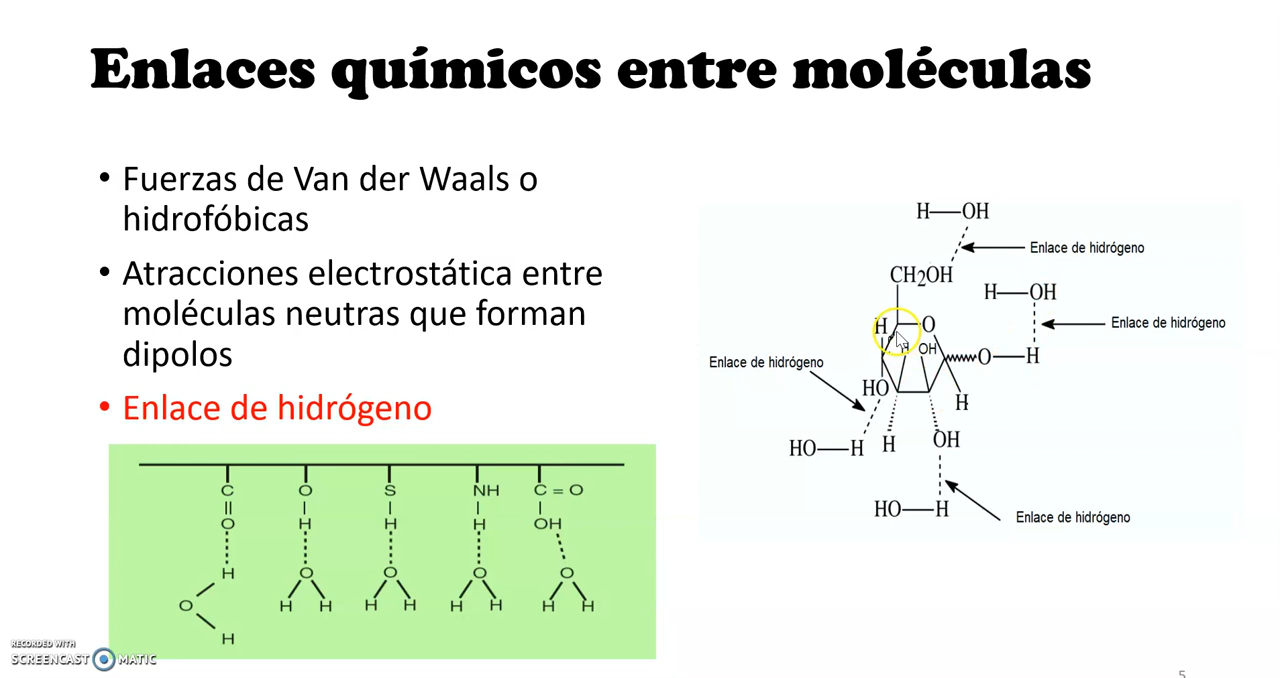 Enlaces químicos entre moléculas
• Fuerzas de Van der Waals o
hidrofóbicas
• Atracciones electrostática entre
moléculas neutras que forman
dipolos
• Enlace de hidrógeno
C O S NH C = O
O H H H OH
H O O O O
O H H H H H H H H
H
H—OH
Enlace de hidrógeno
CH2OH
H—OH
H O
Enlace de hidrógeno
H OH
O—H
Enlace de hidrógeno
HO
H
HO—H H OH
HO—H
Enlace de hidrógeno
RECORDED WITH
SCREENCAST MATIC
5